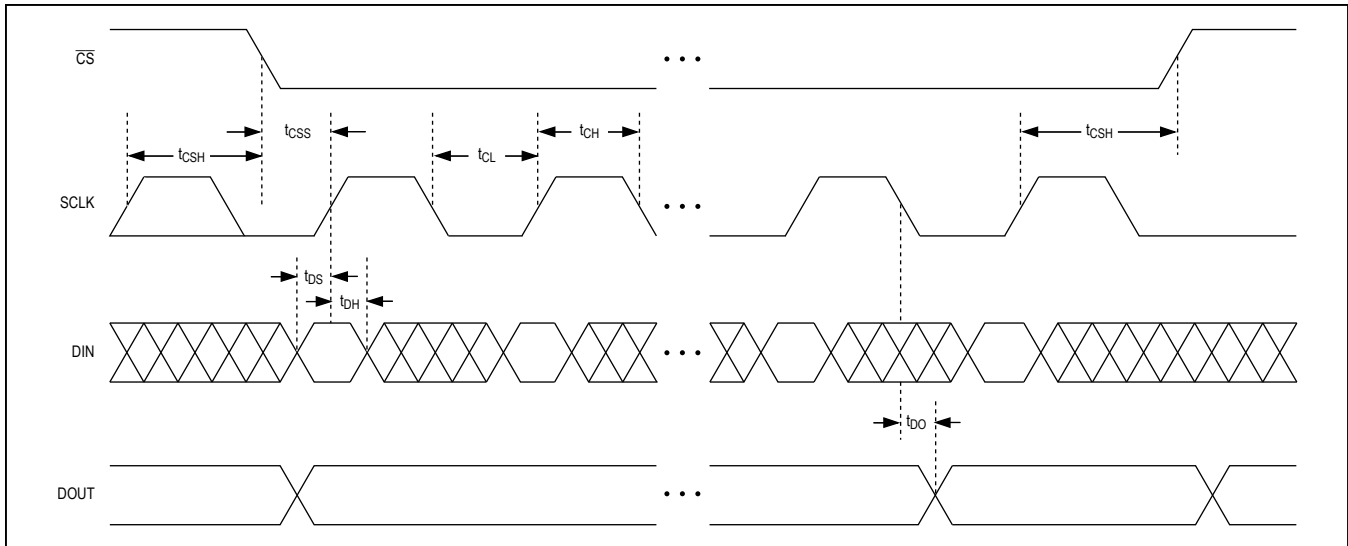 CS
• • •
tCSS
tCH
tCSH
tCL
tCSH
SCLK
• • •
tDS
tDH
DIN
• • •
tDO
DOUT
• • •